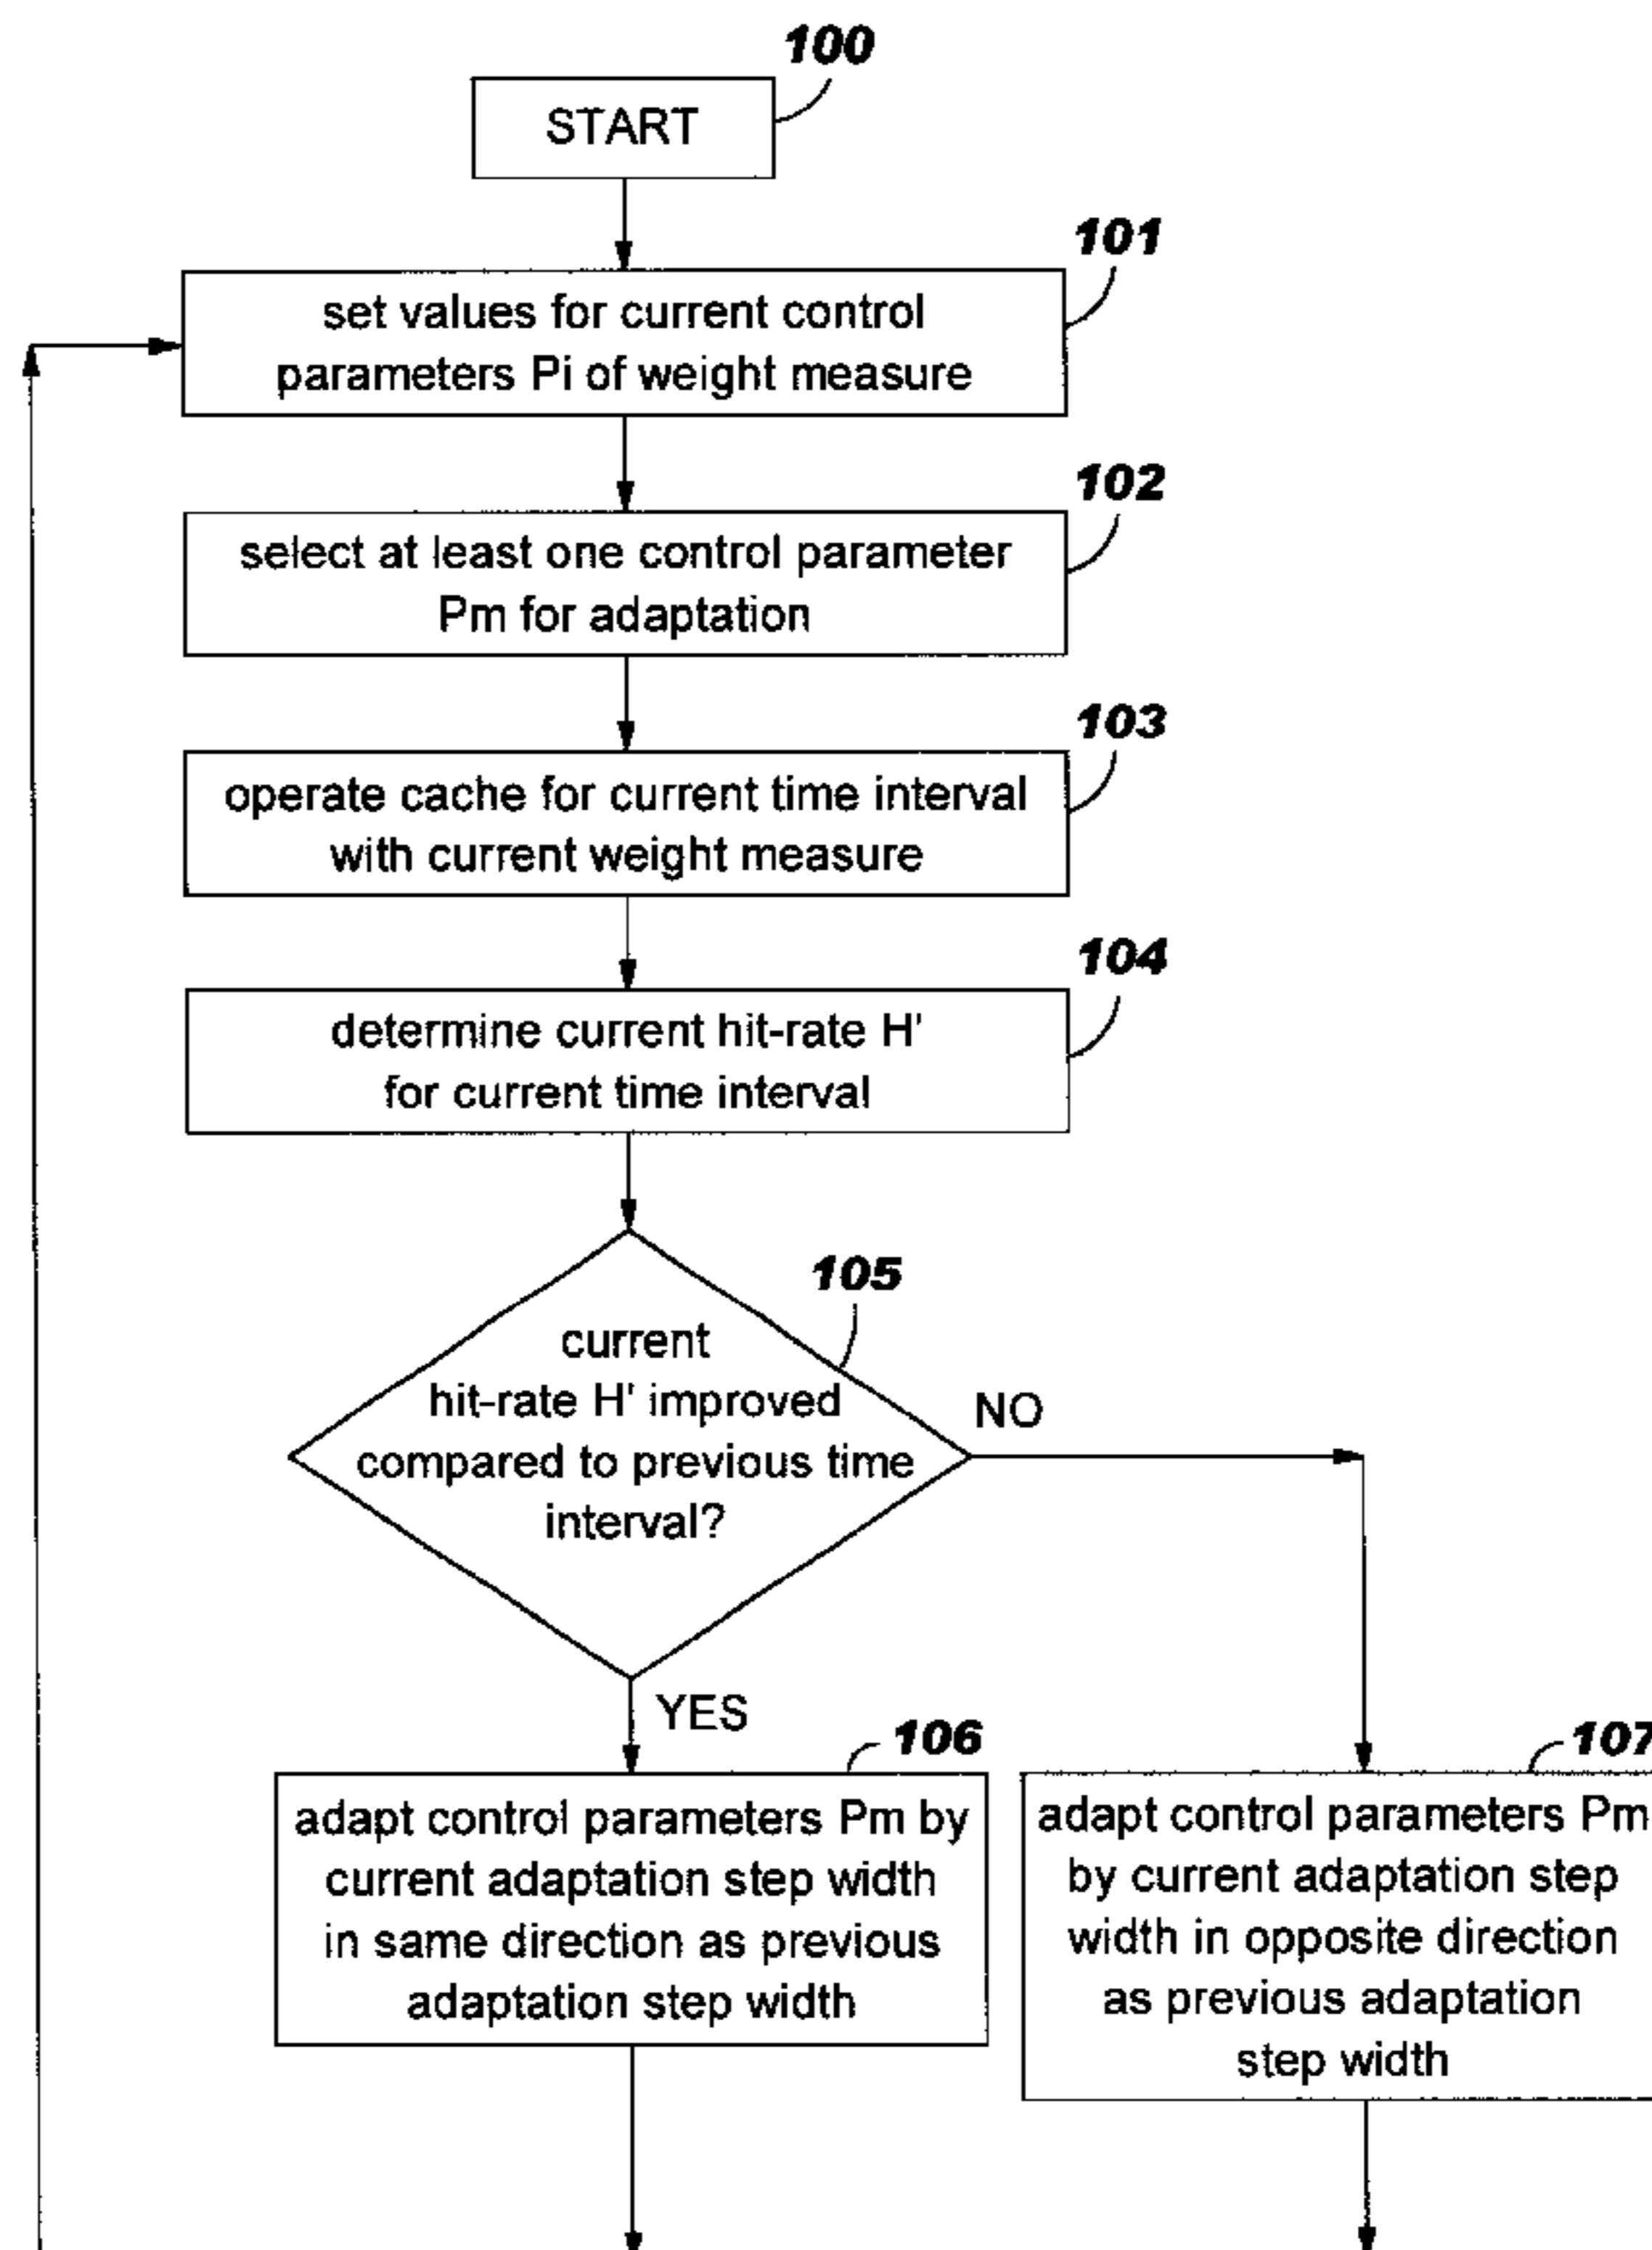 100
START
101
set values for current control
parameters Pi of weight measure
102
select at least one control parameter
Pm for adaptation
103
operate cache for current time interval
with current weight measure
104
determine current hit-rate H'
for current time interval
105
current
hit-rate H' improved
compared to previous time
interval?
NO
YES
106
adapt control parameters Pm by
current adaptation step width
in same direction as previous
adaptation step width
107
adapt control parameters Pm
by current adaptation step
width in opposite direction
as previous adaptation
step width